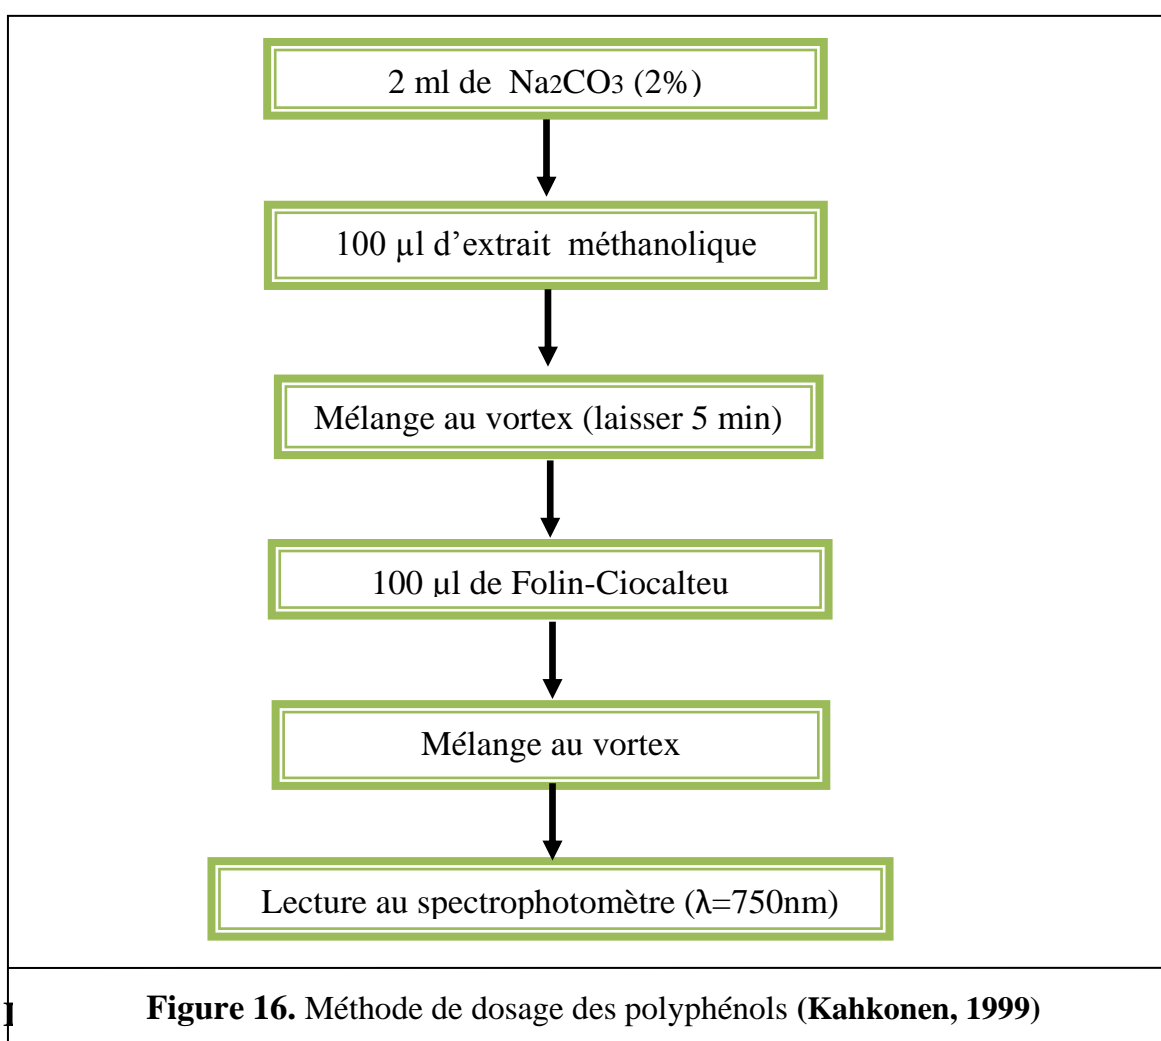 2 ml de Na2CO3 (2%)
100 µl d’extrait méthanolique
Mélange au vortex (laisser 5 min)
100 µl de Folin-Ciocalteu
Mélange au vortex
Lecture au spectrophotomètre (λ=750nm)
Figure 16. Méthode de dosage des polyphénols (Kahkonen, 1999)